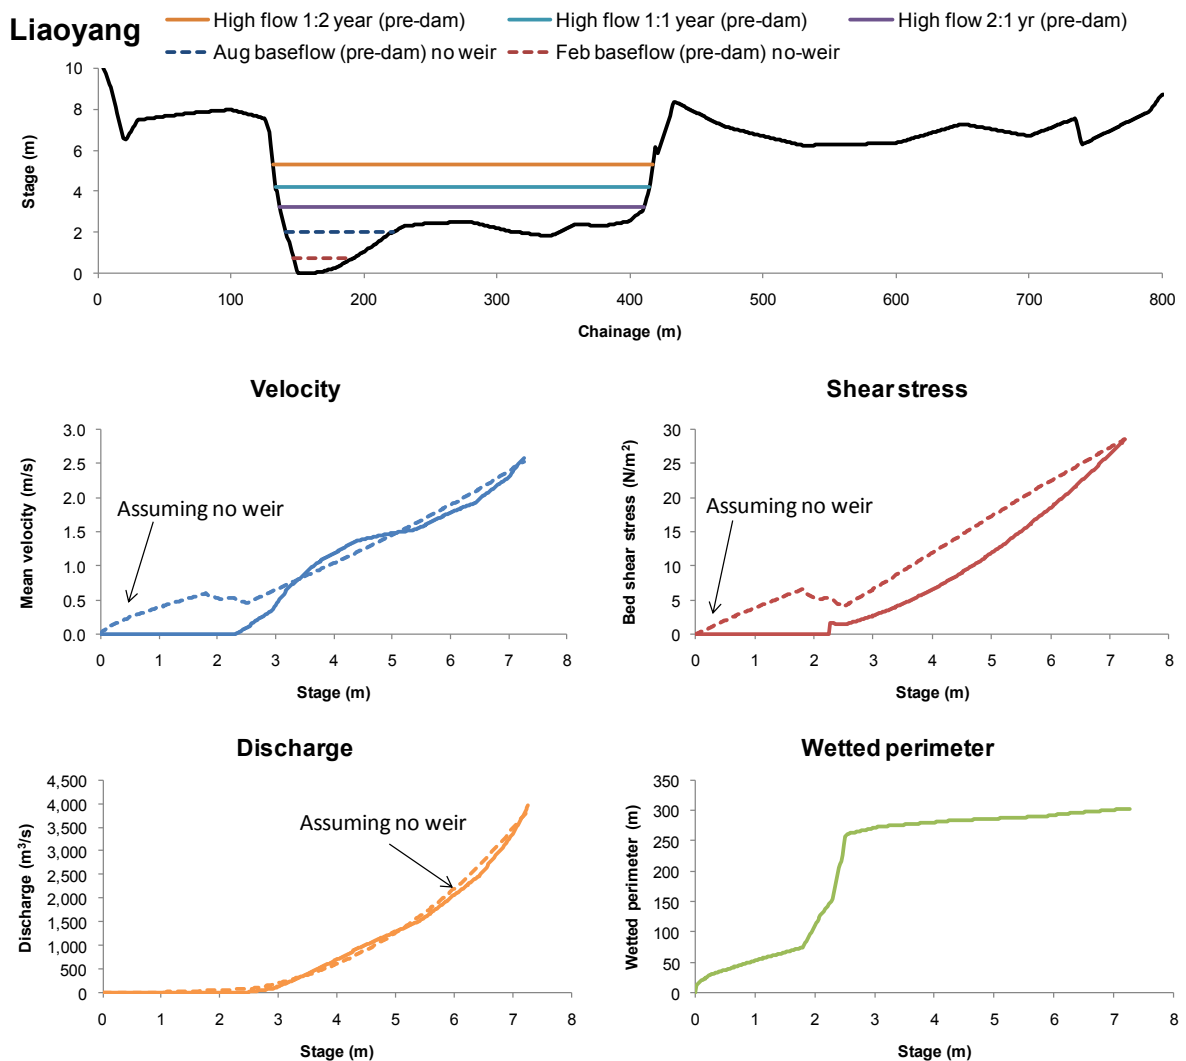 Liaoyang
High flow 1:2 year (pre-dam)
High flow 1:1 year (pre-dam)
High flow 2:1 yr (pre-dam)
Aug baseflow (pre-dam) no weir
Feb baseflow (pre-dam) no-weir
Stage (m)
10
8
6
4
2
0
0 100 200 300 400 500 600 700 800
Chainage (m)
Velocity
Mean velocity (m/s)
3.0
2.5
2.0
1.5
1.0
0.5
0.0
Assuming no weir
0 1 2 3 4 5 6 7 8
Stage (m)
Shear stress
Bed shear stress (N/m²)
30
25
20
15
10
5
0
Assuming no weir
0 1 2 3 4 5 6 7 8
Stage (m)
Discharge
Discharge (m³/s)
4,500
4,000
3,500
3,000
2,500
2,000
1,500
1,000
500
0
Assuming no weir
0 1 2 3 4 5 6 7 8
Stage (m)
Wetted perimeter
Wetted perimeter (m)
350
300
250
200
150
100
50
0
0 1 2 3 4 5 6 7 8
Stage (m)